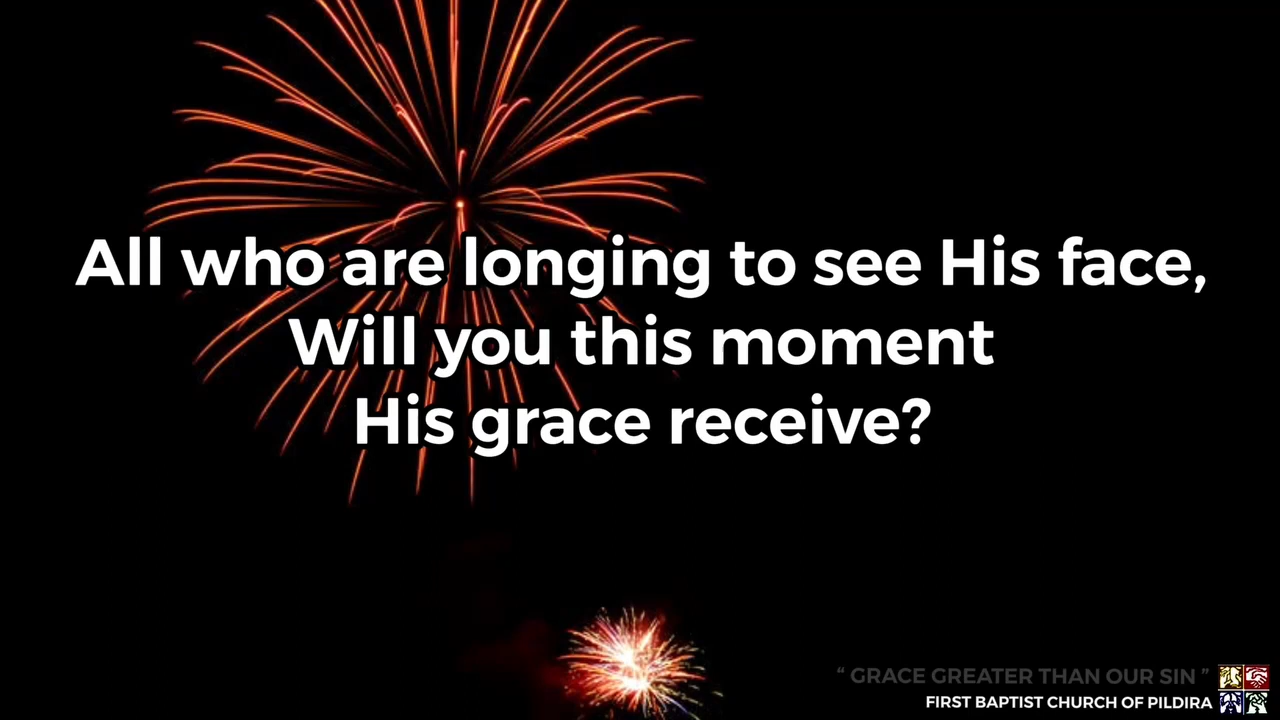 All who are longing to see His face,
Will you this moment
His grace receive?
“ GRACE GREATER THAN OUR SIN ”
FIRST BAPTIST CHURCH OF PILDIRA